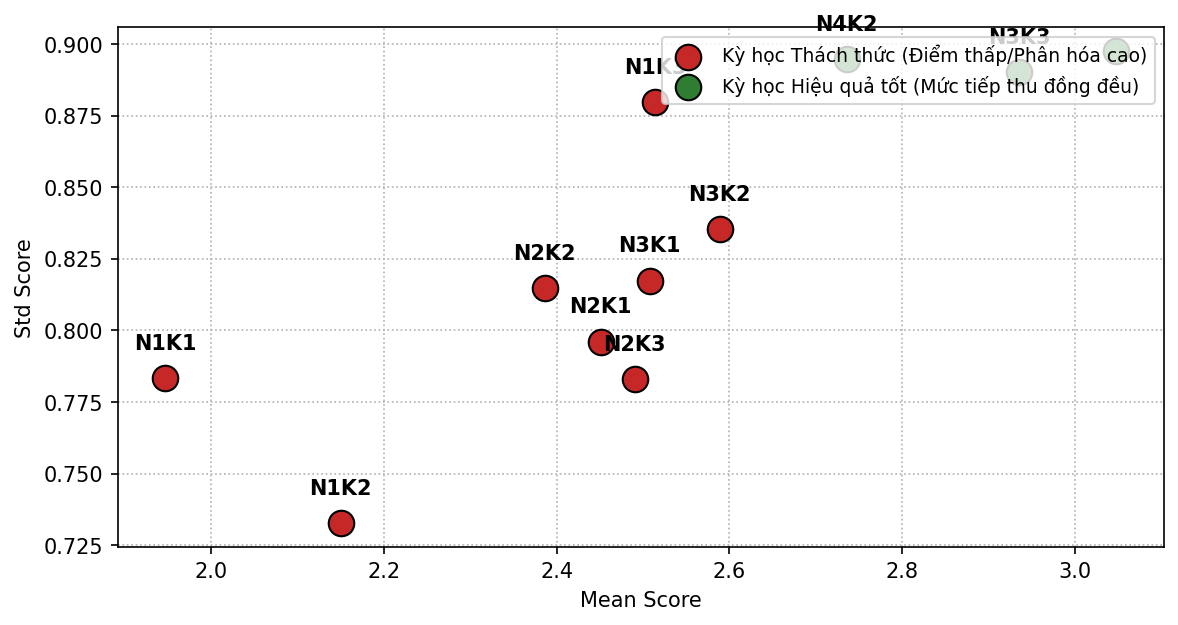 N4K2
N3K3
Kỳ học Thách thức (Điểm thấp/Phân hóa cao)
Kỳ học Hiệu quả tốt (Mức tiếp thu đồng đều)
N3K2
N3K1
N2K2
N2K1
N2K3
N1K1
N1K2
0.900
0.875
0.850
0.825
0.800
0.775
0.750
0.725
Std Score
2.0 2.2 2.4 2.6 2.8 3.0
Mean Score